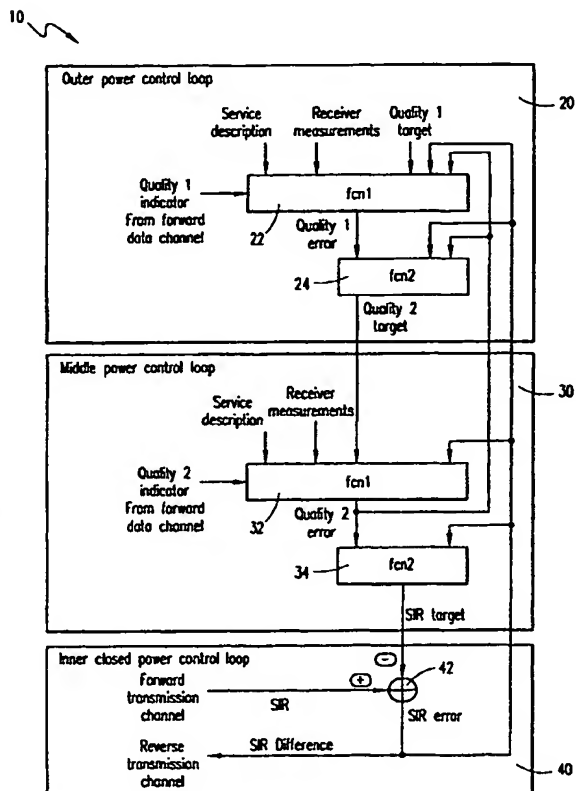 10
Outer power control loop
20
Service
description
Receiver
measurements
Quality 1
target
Quality 1
indicator
From forward
data channel
fcn1
22
Quality 1
error
24
fcn2
Quality 2
target
Middle power control loop
30
Service
description
Receiver
measurements
Quality 2
indicator
From forward
data channel
fcn1
32
Quality 2
error
34
fcn2
SIR target
Inner closed power control loop
−
42
Forward
transmission
channel
+
SIR
SIR error
Reverse
transmission
channel
SIR Difference
40